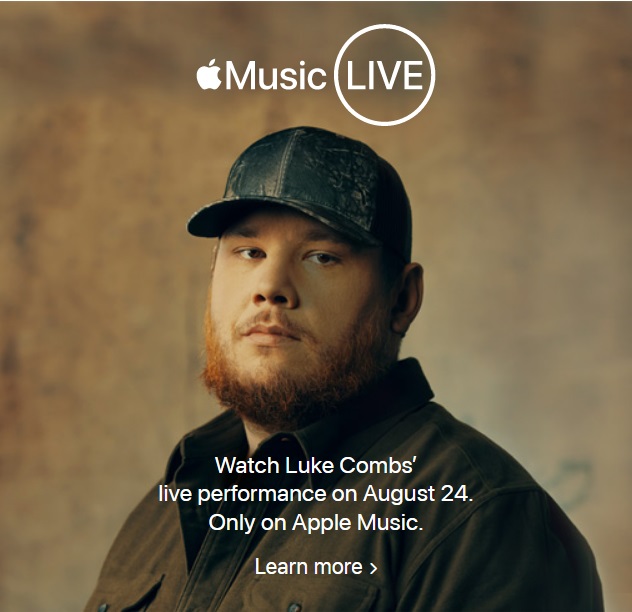 Music LIVE
Watch Luke Combs’
live performance on August 24.
Only on Apple Music.
Learn more ›